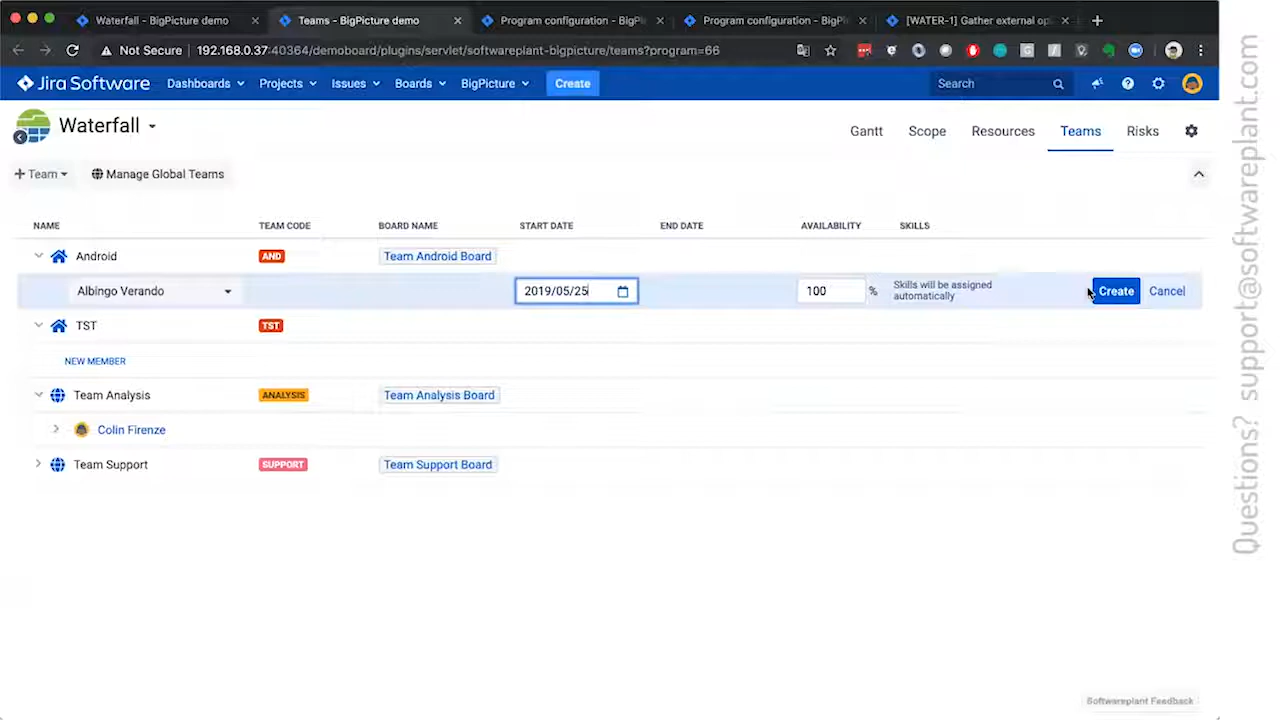 Waterfall - BigPicture demo
Teams - BigPicture demo
Program configuration - BigPi
Program configuration - BigPi
[WATER-1] Gather external op
Not Secure
192.168.0.37:40364/demoboard/plugins/servlet/softwareplant-bigpicture/teams?program=66
Jira Software
Dashboards
Projects
Issues
Boards
BigPicture
Create
Search
Waterfall
Gantt
Scope
Resources
Teams
Risks
+ Team
Manage Global Teams
NAME
TEAM CODE
BOARD NAME
START DATE
END DATE
AVAILABILITY
SKILLS
Android
AND
Team Android Board
Albingo Verando
2019/05/25
100
%
Skills will be assigned
automatically
Create
Cancel
TST
TST
NEW MEMBER
Team Analysis
ANALYSIS
Team Analysis Board
Colin Firenze
Team Support
SUPPORT
Team Support Board
Softwareplant Feedback
Questions? support@softwareplant.com